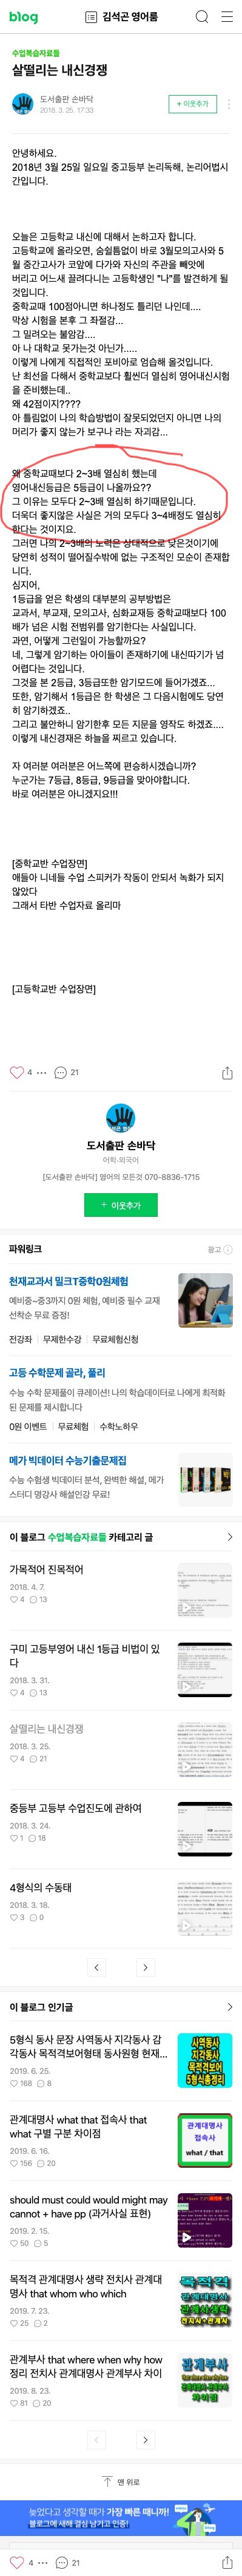 blog
김석곤 영어룸
수업복습자료들
살떨리는 내신경쟁
도서출판 손바닥
2018. 3. 25. 17:33
+ 이웃추가
안녕하세요.
2018년 3월 25일 일요일 중고등부 논리독해, 논리어법시
간입니다.
오늘은 고등학교 내신에 대해서 논하고자 합니다.
고등학교에 올라오면, 숨쉴틈없이 바로 3월모의고사와 5
월 중간고사가 코앞에 다가와 자신의 주관을 빼앗에
버리고 어느새 끌려다니는 고등학생인 "나"를 발견하게 될
것입니다.
중학교때 100점아니면 하나정도 틀리던 나인데....
막상 시험을 본후 그 좌절감...
그 밀려오는 불암감....
아 나 대학교 못가는것 아닌가.....
이렇게 나에게 직접적인 포비아로 엄습해 올것입니다.
난 최선을 다해서 중학교보다 훨씬더 열심히 영어내신시험
을 준비했는데..
왜 42점이지????
아 틀림없이 나의 학습방법이 잘못되었던지 아니면 나의
머리가 좋지 않는가 보구나 라는 자괴감...
왜 중학교때보다 2~3배 열심히 했는데
영어내신등급은 5등급이 나올까요??
그 이유는 모두다 2~3배 열심히 하기때문입니다.
더욱더 좋지않은 사실은 거의 모두다 3~4배정도 열심히
한다는 것이지요.
그러면 나의 2~3배의 노력은 상대적으로 낮은것이기에
당연히 성적이 떨어질수밖에 없는 구조적인 모순이 존재합
니다.
심지어,
1등급을 얻은 학생의 대부분의 공부방법은
교과서, 부교재, 모의고사, 심화교재등 중학교때보다 100
배가 넘은 시험 전범위를 암기한다는 사실입니다.
과연, 어떻게 그런일이 가능할까요?
네, 그렇게 암기하는 아이들이 존재하기에 내신따기가 넘
어렵다는 것입니다.
그것을 본 2등급, 3등급또한 암기모드에 들어가겠죠...
또한, 암기해서 1등급은 한 학생은 그 다음시험에도 당연
히 암기하겠죠..
그리고 불안하니 암기한후 모든 지문을 영작도 하겠죠....
이렇게 내신경재은 하늘을 찌르고 있습니다.
자 여러분 여러분은 어느쪽에 편승하시겠습니까?
누군가는 7등급, 8등급, 9등급을 맞아야합니다.
바로 여러분은 아니겠지요!!!
[중학교반 수업장면]
애들아 니네들 수업 스피커가 작동이 안되서 녹화가 되지
않았다
그래서 타반 수업자료 올리마
[고등학교반 수업장면]
4 21
도서출판 손바닥
어학·외국어
[도서출판 손바닥] 영어의 모든것 070-8836-1715
+ 이웃추가
파워링크
광고
천재교과서 밀크T중학0원체험
예비중~중3까지 0원 체험, 예비중 필수 교재
선착순 무료 증정!
전강좌 무제한수강 무료체험신청
고등 수학문제 골라, 풀리
수능 수학 문제풀이 큐레이션! 나의 학습데이터로 나에게 최적화
된 문제를 제시합니다
0원 이벤트 무료체험 수학노하우
메가 빅데이터 수능기출문제집
수능 수험생 빅데이터 분석, 완벽한 해설, 메가
스터디 명강사 해설인강 무료!
이 블로그 수업복습자료들 카테고리 글
가목적어 진목적어
2018. 4. 7.
4 13
구미 고등부영어 내신 1등급 비법이 있
다
2018. 3. 31.
4 13
살떨리는 내신경쟁
2018. 3. 25.
4 21
중등부 고등부 수업진도에 관하여
2018. 3. 24.
1 18
4형식의 수동태
2018. 3. 18.
3 0
이 블로그 인기글
5형식 동사 문장 사역동사 지각동사 감
각동사 목적격보어형태 동사원형 현재...
2019. 6. 25.
168 8
사역동사
지각동사
목적격보어
5형식총정리
관계대명사 what that 접속사 that
what 구별 구분 차이점
2019. 6. 16.
156 20
관계대명사
접속사
what / that
should must could would might may
cannot + have pp (과거사실 표현)
2019. 2. 15.
50 5
목적격 관계대명사 생략 전치사 관계대
명사 that whom who which
2019. 7. 23.
25 2
목적격
관계대명사
관계사생략
전치사+관계사
관계부사 that where when why how
정리 전치사 관계대명사 관계부사 차이
2019. 8. 23.
81 20
관계부사
관계대명사
차이점
맨 위로
늦었다고 생각할 때가 가장 빠른 때니까!
블로그에 새해 결심 남기고 인증!
4 21